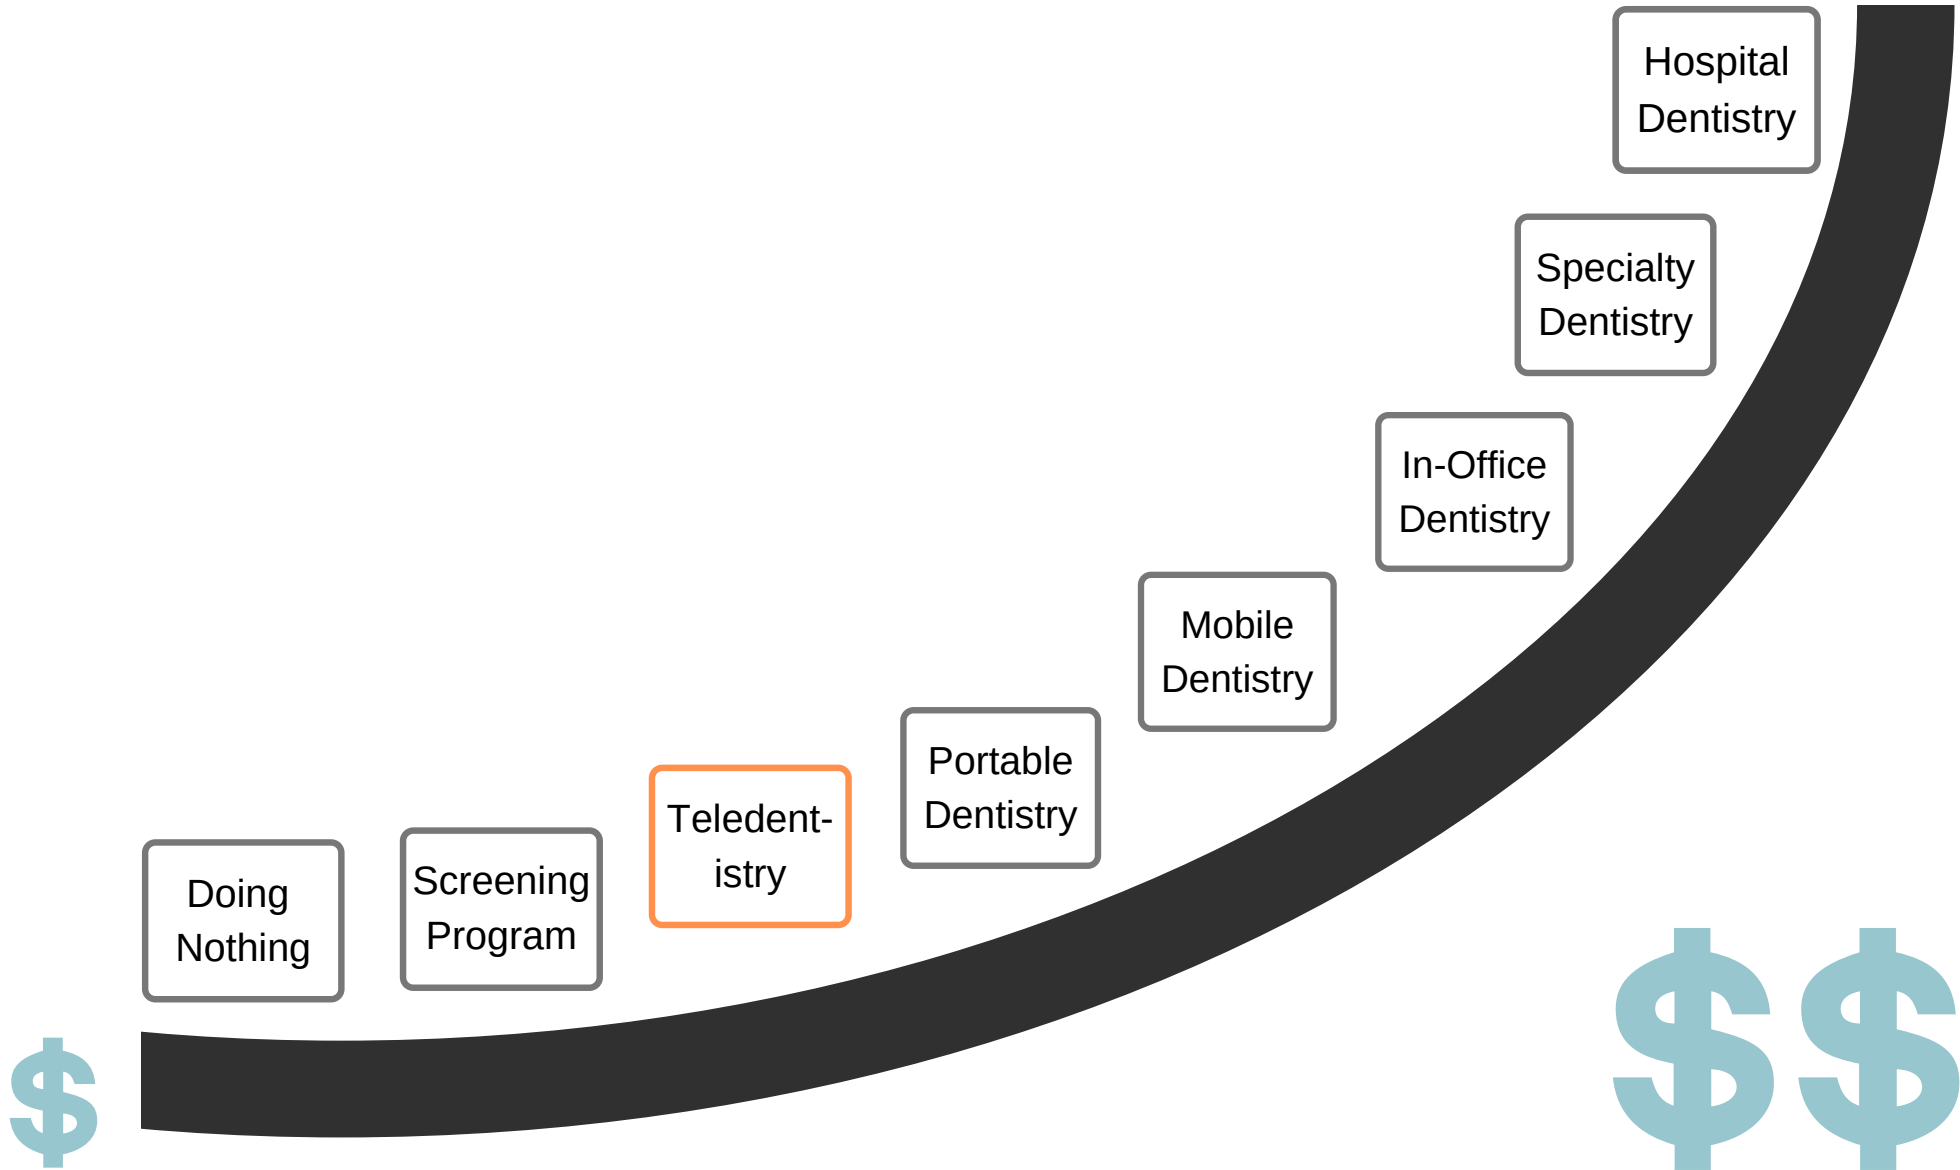 Hospital
Dentistry
Specialty
Dentistry
In-Office
Dentistry
Mobile
Dentistry
Portable
Dentistry
Teledent-
istry
Screening
Program
Doing
Nothing
$
$$